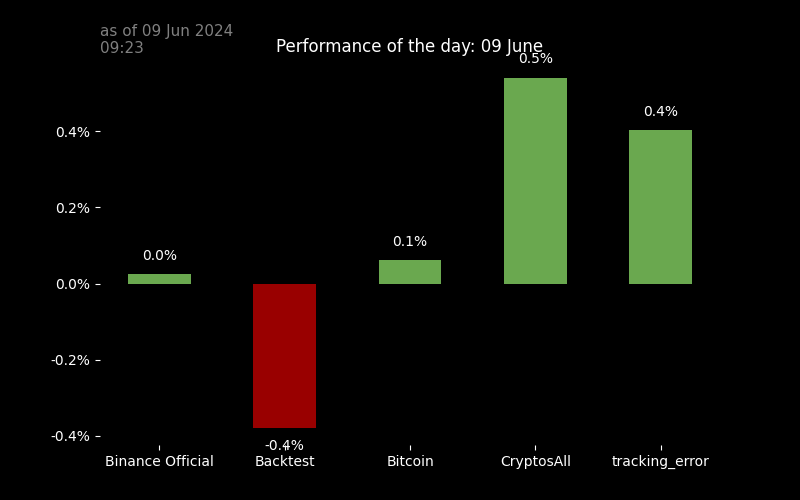 as of 09 Jun 2024
09:23
Performance of the day: 09 June
0.5%
0.4%
0.4%
0.2%
0.0%
0.1%
0.0%
-0.2%
-0.4%
-0.4%
Binance Official
Backtest
Bitcoin
CryptosAll
tracking_error